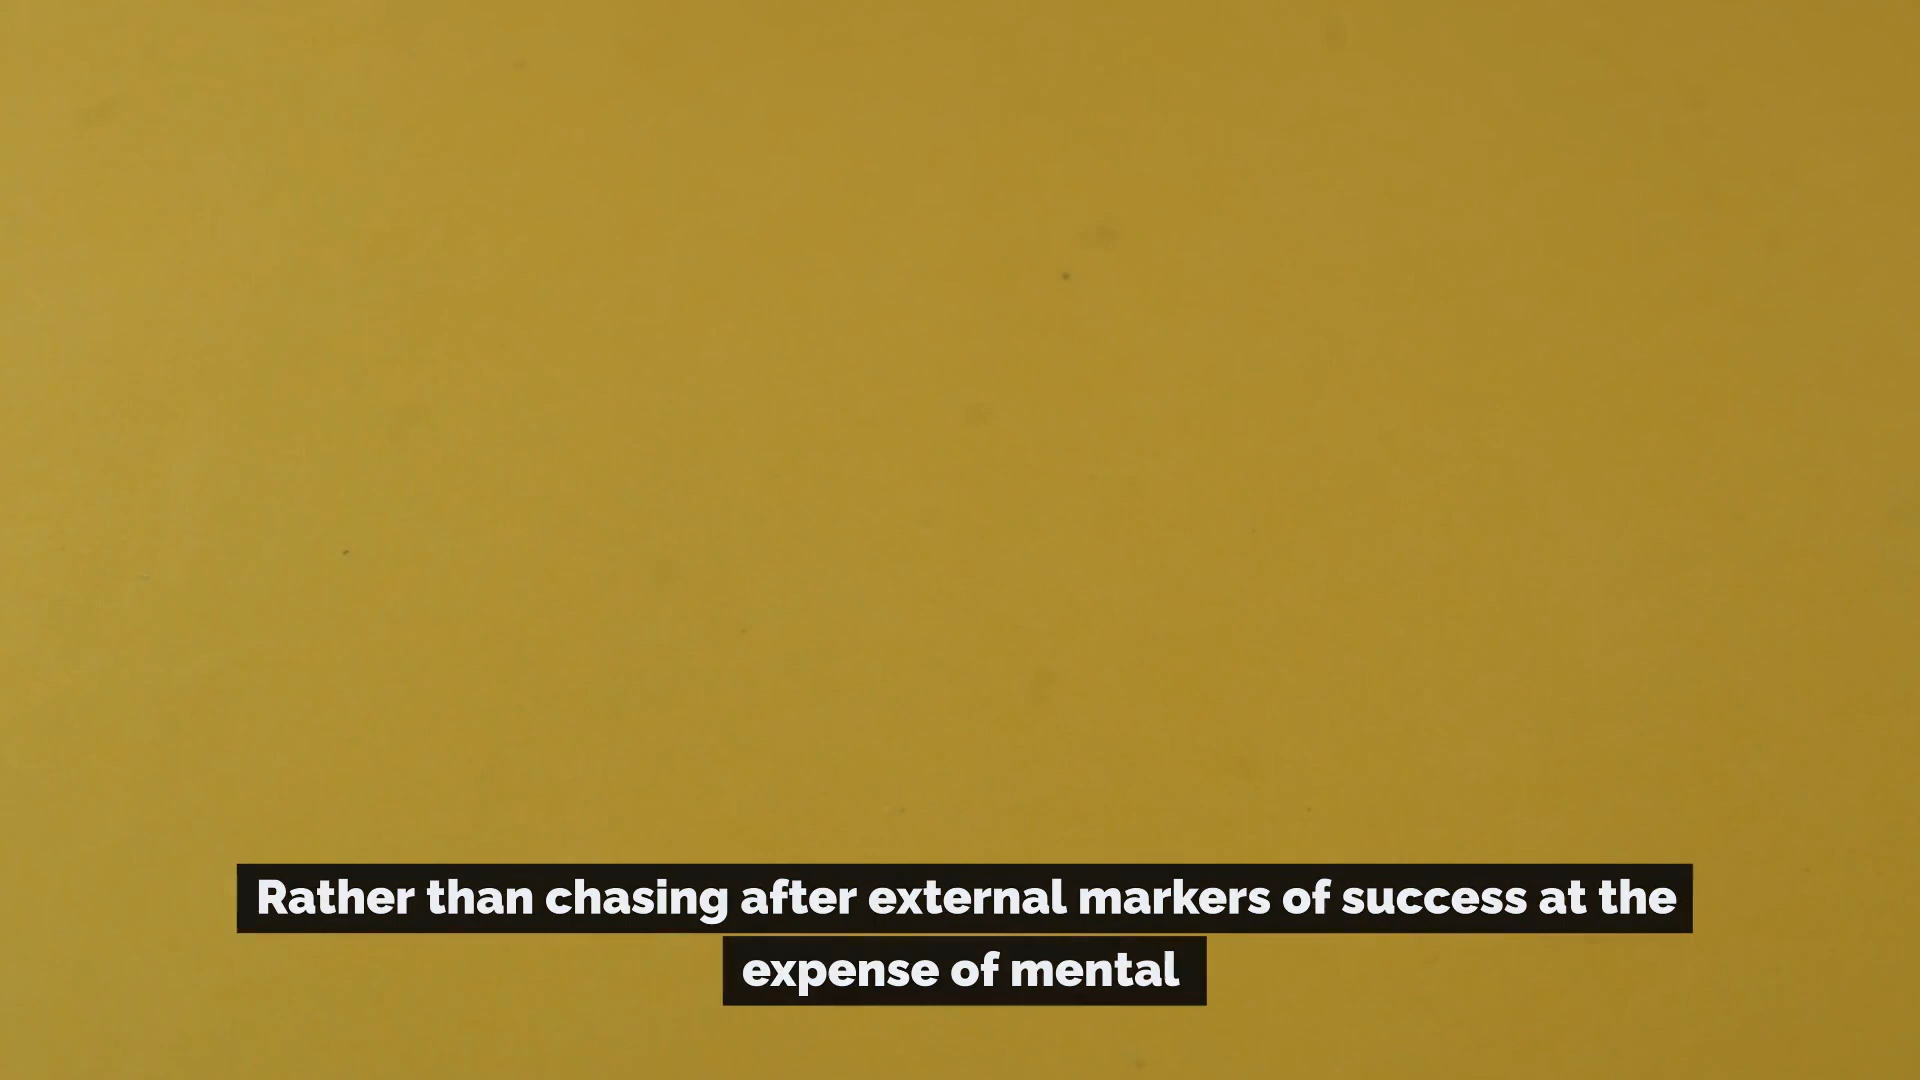 Rather than chasing after external markers of success at the
expense of mental